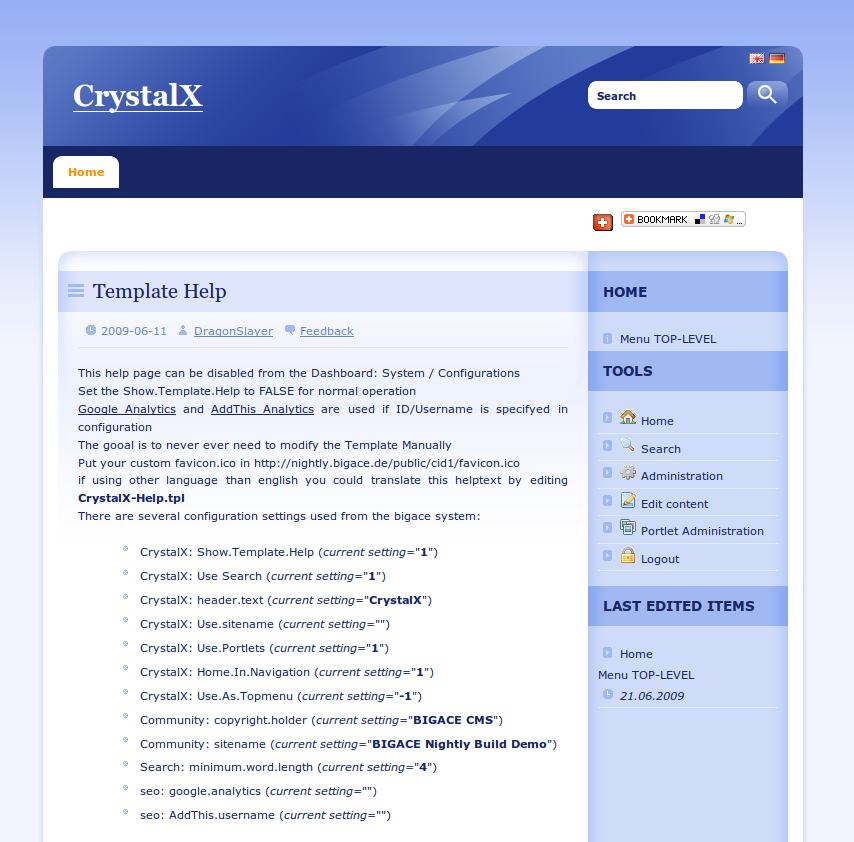 CrystalX
Search
Home
BOOKMARK ...
Template Help
2009-06-11 DragonSlayer Feedback
This help page can be disabled from the Dashboard: System / Configurations
Set the Show.Template.Help to FALSE for normal operation
Google Analytics and AddThis Analytics are used if ID/Username is specifyed in
configuration
The gooal is to never ever need to modify the Template Manually
Put your custom favicon.ico in http://nightly.bigace.de/public/cid1/favicon.ico
if using other language than english you could translate this helptext by editing
CrystalX-Help.tpl
There are several configuration settings used from the bigace system:
CrystalX: Show.Template.Help (current setting="1")
CrystalX: Use Search (current setting="1")
CrystalX: header.text (current setting="CrystalX")
CrystalX: Use.sitename (current setting="")
CrystalX: Use.Portlets (current setting="1")
CrystalX: Home.In.Navigation (current setting="1")
CrystalX: Use.As.Topmenu (current setting="-1")
Community: copyright.holder (current setting="BIGACE CMS")
Community: sitename (current setting="BIGACE Nightly Build Demo")
Search: minimum.word.length (current setting="4")
seo: google.analytics (current setting="")
seo: AddThis.username (current setting="")
HOME
Menu TOP-LEVEL
TOOLS
Home
Search
Administration
Edit content
Portlet Administration
Logout
LAST EDITED ITEMS
Home
Menu TOP-LEVEL
21.06.2009